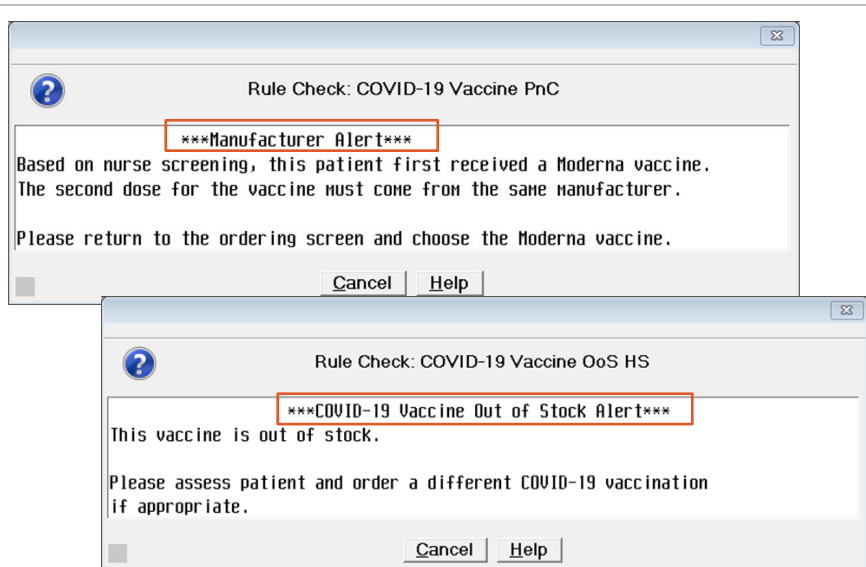 Rule Check: COVID-19 Vaccine PnC
***Manufacturer Alert***
Based on nurse screening, this patient first received a Moderna vaccine.
The second dose for the vaccine must come from the same manufacturer.
Please return to the ordering screen and choose the Moderna vaccine.
Cancel Help
Rule Check: COVID-19 Vaccine OoS HS
***COVID-19 Vaccine Out of Stock Alert***
This vaccine is out of stock.
Please assess patient and order a different COVID-19 vaccination
if appropriate.
Cancel Help